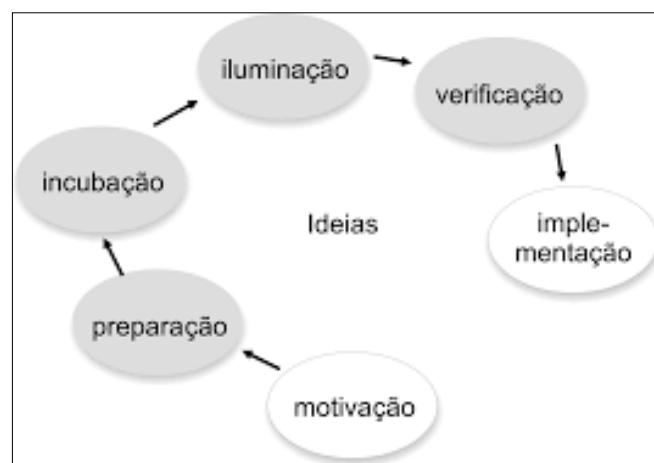 iluminação
verificação
incubação
Ideias
imple-
mentação
preparação
motivação